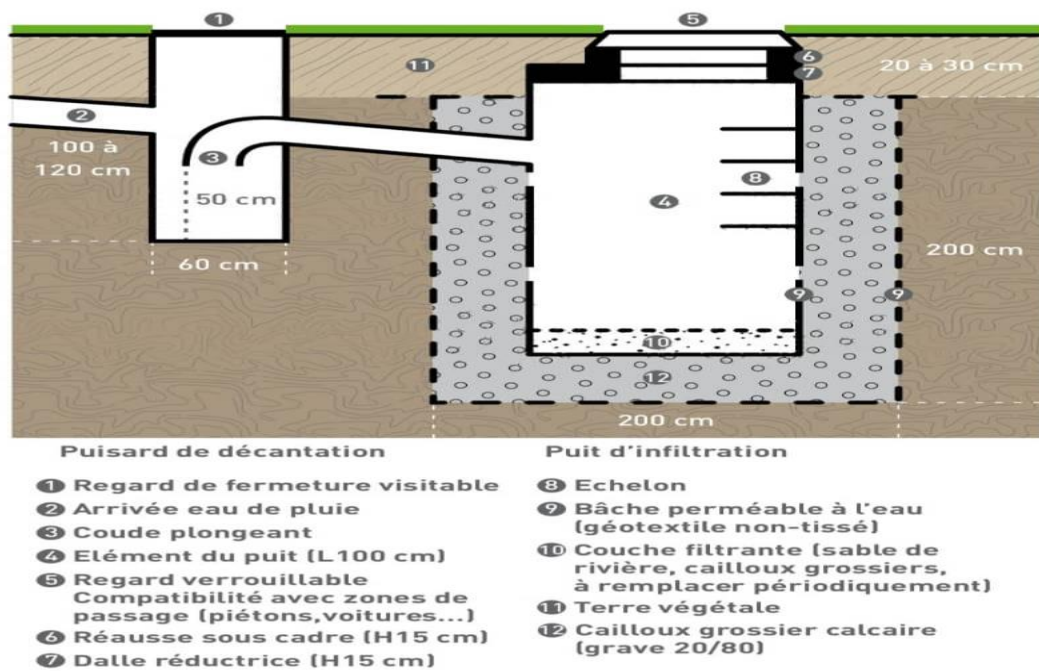 1
5
11
6
7
20 à 30 cm
2
100 à
120 cm
3
50 cm
8
4
200 cm
60 cm
9
9
10
12
200 cm
Puisard de décantation
1 Regard de fermeture visitable
2 Arrivée eau de pluie
3 Coude plongeant
4 Elément du puit (L100 cm)
5 Regard verrouillable
Compatibilité avec zones de
passage (piétons,voitures...)
6 Réausse sous cadre (H15 cm)
7 Dalle réductrice (H15 cm)
Puit d'infiltration
8 Echelon
9 Bâche perméable à l'eau
(géotextile non-tissé)
10 Couche filtrante (sable de
rivière, cailloux grossiers,
à remplacer périodiquement)
11 Terre végétale
12 Cailloux grossier calcaire
(grave 20/80)